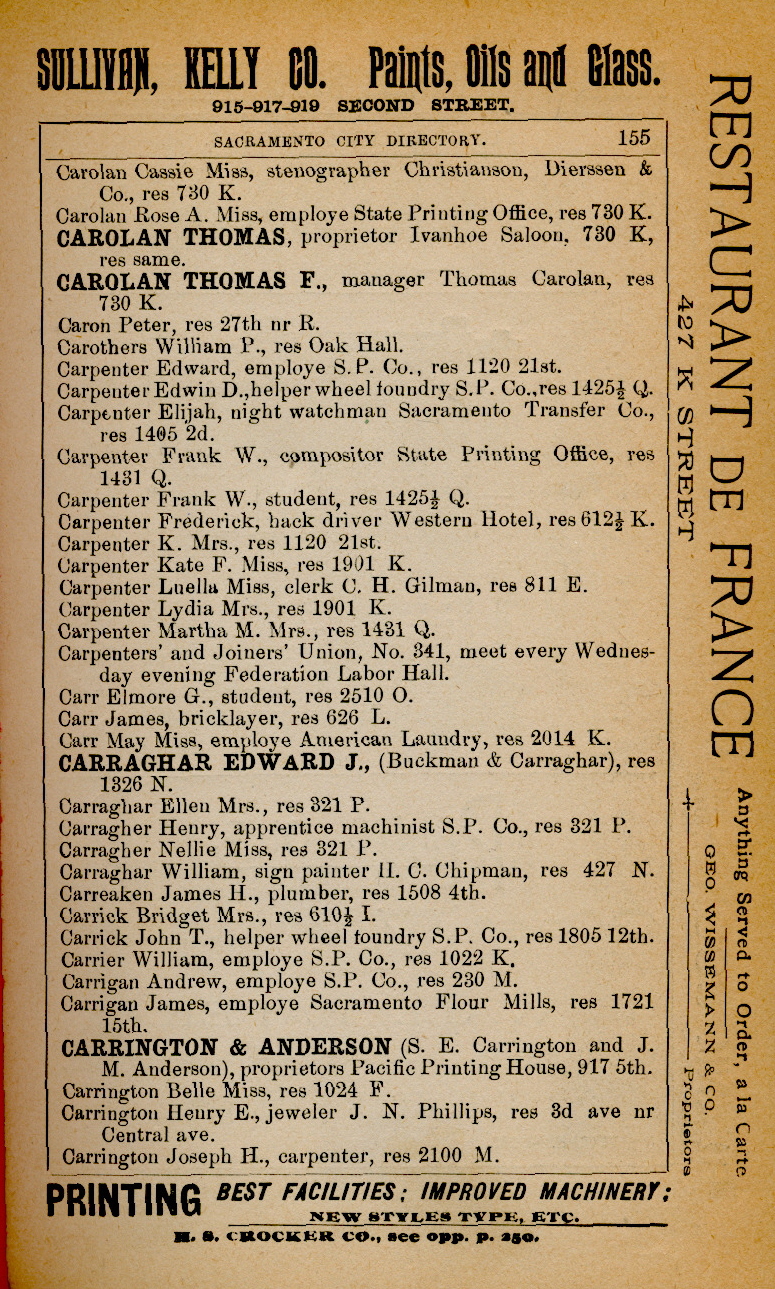 SULLIVAN, KELLY CO. Paints, Oils and Glass.
915-917-919 SECOND STREET.
SACRAMENTO CITY DIRECTORY. 155
Carolan Cassie Miss, stenographer Christianson, Dierssen &
Co., res 730 K.
Carolan Rose A. Miss, employe State Printing Office, res 730 K.
CAROLAN THOMAS, proprietor Ivanhoe Saloon, 730 K,
res same.
CAROLAN THOMAS F., manager Thomas Carolan, res
730 K.
Caron Peter, res 27th nr R.
Carothers William P., res Oak Hall.
Carpenter Edward, employe S.P. Co., res 1120 21st.
Carpenter Edwin D., helper wheel foundry S.P. Co., res 1425½ Q.
Carpenter Elijah, night watchman Sacramento Transfer Co.,
res 1405 2d.
Carpenter Frank W., compositor State Printing Office, res
1431 Q.
Carpenter Frank W., student, res 1425½ Q.
Carpenter Frederick, hack driver Western Hotel, res 612½ K.
Carpenter K. Mrs., res 1120 21st.
Carpenter Kate F. Miss, res 1901 K.
Carpenter Luella Miss, clerk C. H. Gilman, res 811 E.
Carpenter Lydia Mrs., res 1901 K.
Carpenter Martha M. Mrs., res 1431 Q.
Carpenters' and Joiners' Union, No. 341, meet every Wednes-
day evening Federation Labor Hall.
Carr Elmore G., student, res 2510 O.
Carr James, bricklayer, res 626 L.
Carr May Miss, employe American Laundry, res 2014 K.
CARRAGHAR EDWARD J., (Buckman & Carraghar), res
1326 N.
Carraghar Ellen Mrs., res 321 P.
Carragher Henry, apprentice machinist S.P. Co., res 321 P.
Carragher Nellie Miss, res 321 P.
Carraghar William, sign painter H. C. Chipman, res 427 N.
Carreaken James H., plumber, res 1508 4th.
Carrick Bridget Mrs., res 610½ I.
Carrick John T., helper wheel foundry S.P. Co., res 1805 12th.
Carrier William, employe S.P. Co., res 1022 K.
Carrigan Andrew, employe S.P. Co., res 230 M.
Carrigan James, employe Sacramento Flour Mills, res 1721
15th.
CARRINGTON & ANDERSON (S. E. Carrington and J.
M. Anderson), proprietors Pacific Printing House, 917 5th.
Carrington Belle Miss, res 1024 F.
Carrington Henry E., jeweler J. N. Phillips, res 3d ave nr
Central ave.
Carrington Joseph H., carpenter, res 2100 M.
PRINTING BEST FACILITIES; IMPROVED MACHINERY;
NEW STYLES TYPE, ETC.
H. S. CROCKER CO., see opp. p. 250.
RESTAURANT DE FRANCE
427 K STREET
Anything Served to Order, a la Carte
GEO. WISSEMANN & CO.
Proprietors